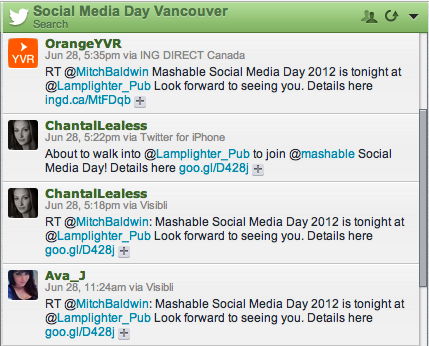 Social Media Day Vancouver
Search
YVR
OrangeYVR
Jun 28, 5:35pm via ING DIRECT Canada
RT @MitchBaldwin Mashable Social Media Day 2012 is tonight at
@Lamplighter_Pub Look forward to seeing you. Details here
ingd.ca/MtFDqb
ChantalLealess
Jun 28, 5:22pm via Twitter for iPhone
About to walk into @Lamplighter_Pub to join @mashable Social
Media Day! Details here goo.gl/D428j
ChantalLealess
Jun 28, 5:18pm via Visibli
RT @MitchBaldwin: Mashable Social Media Day 2012 is tonight at
@Lamplighter_Pub Look forward to seeing you. Details here
goo.gl/D428j
Ava_J
Jun 28, 11:24am via Visibli
RT @MitchBaldwin: Mashable Social Media Day 2012 is tonight at
@Lamplighter_Pub Look forward to seeing you. Details here
goo.gl/D428j